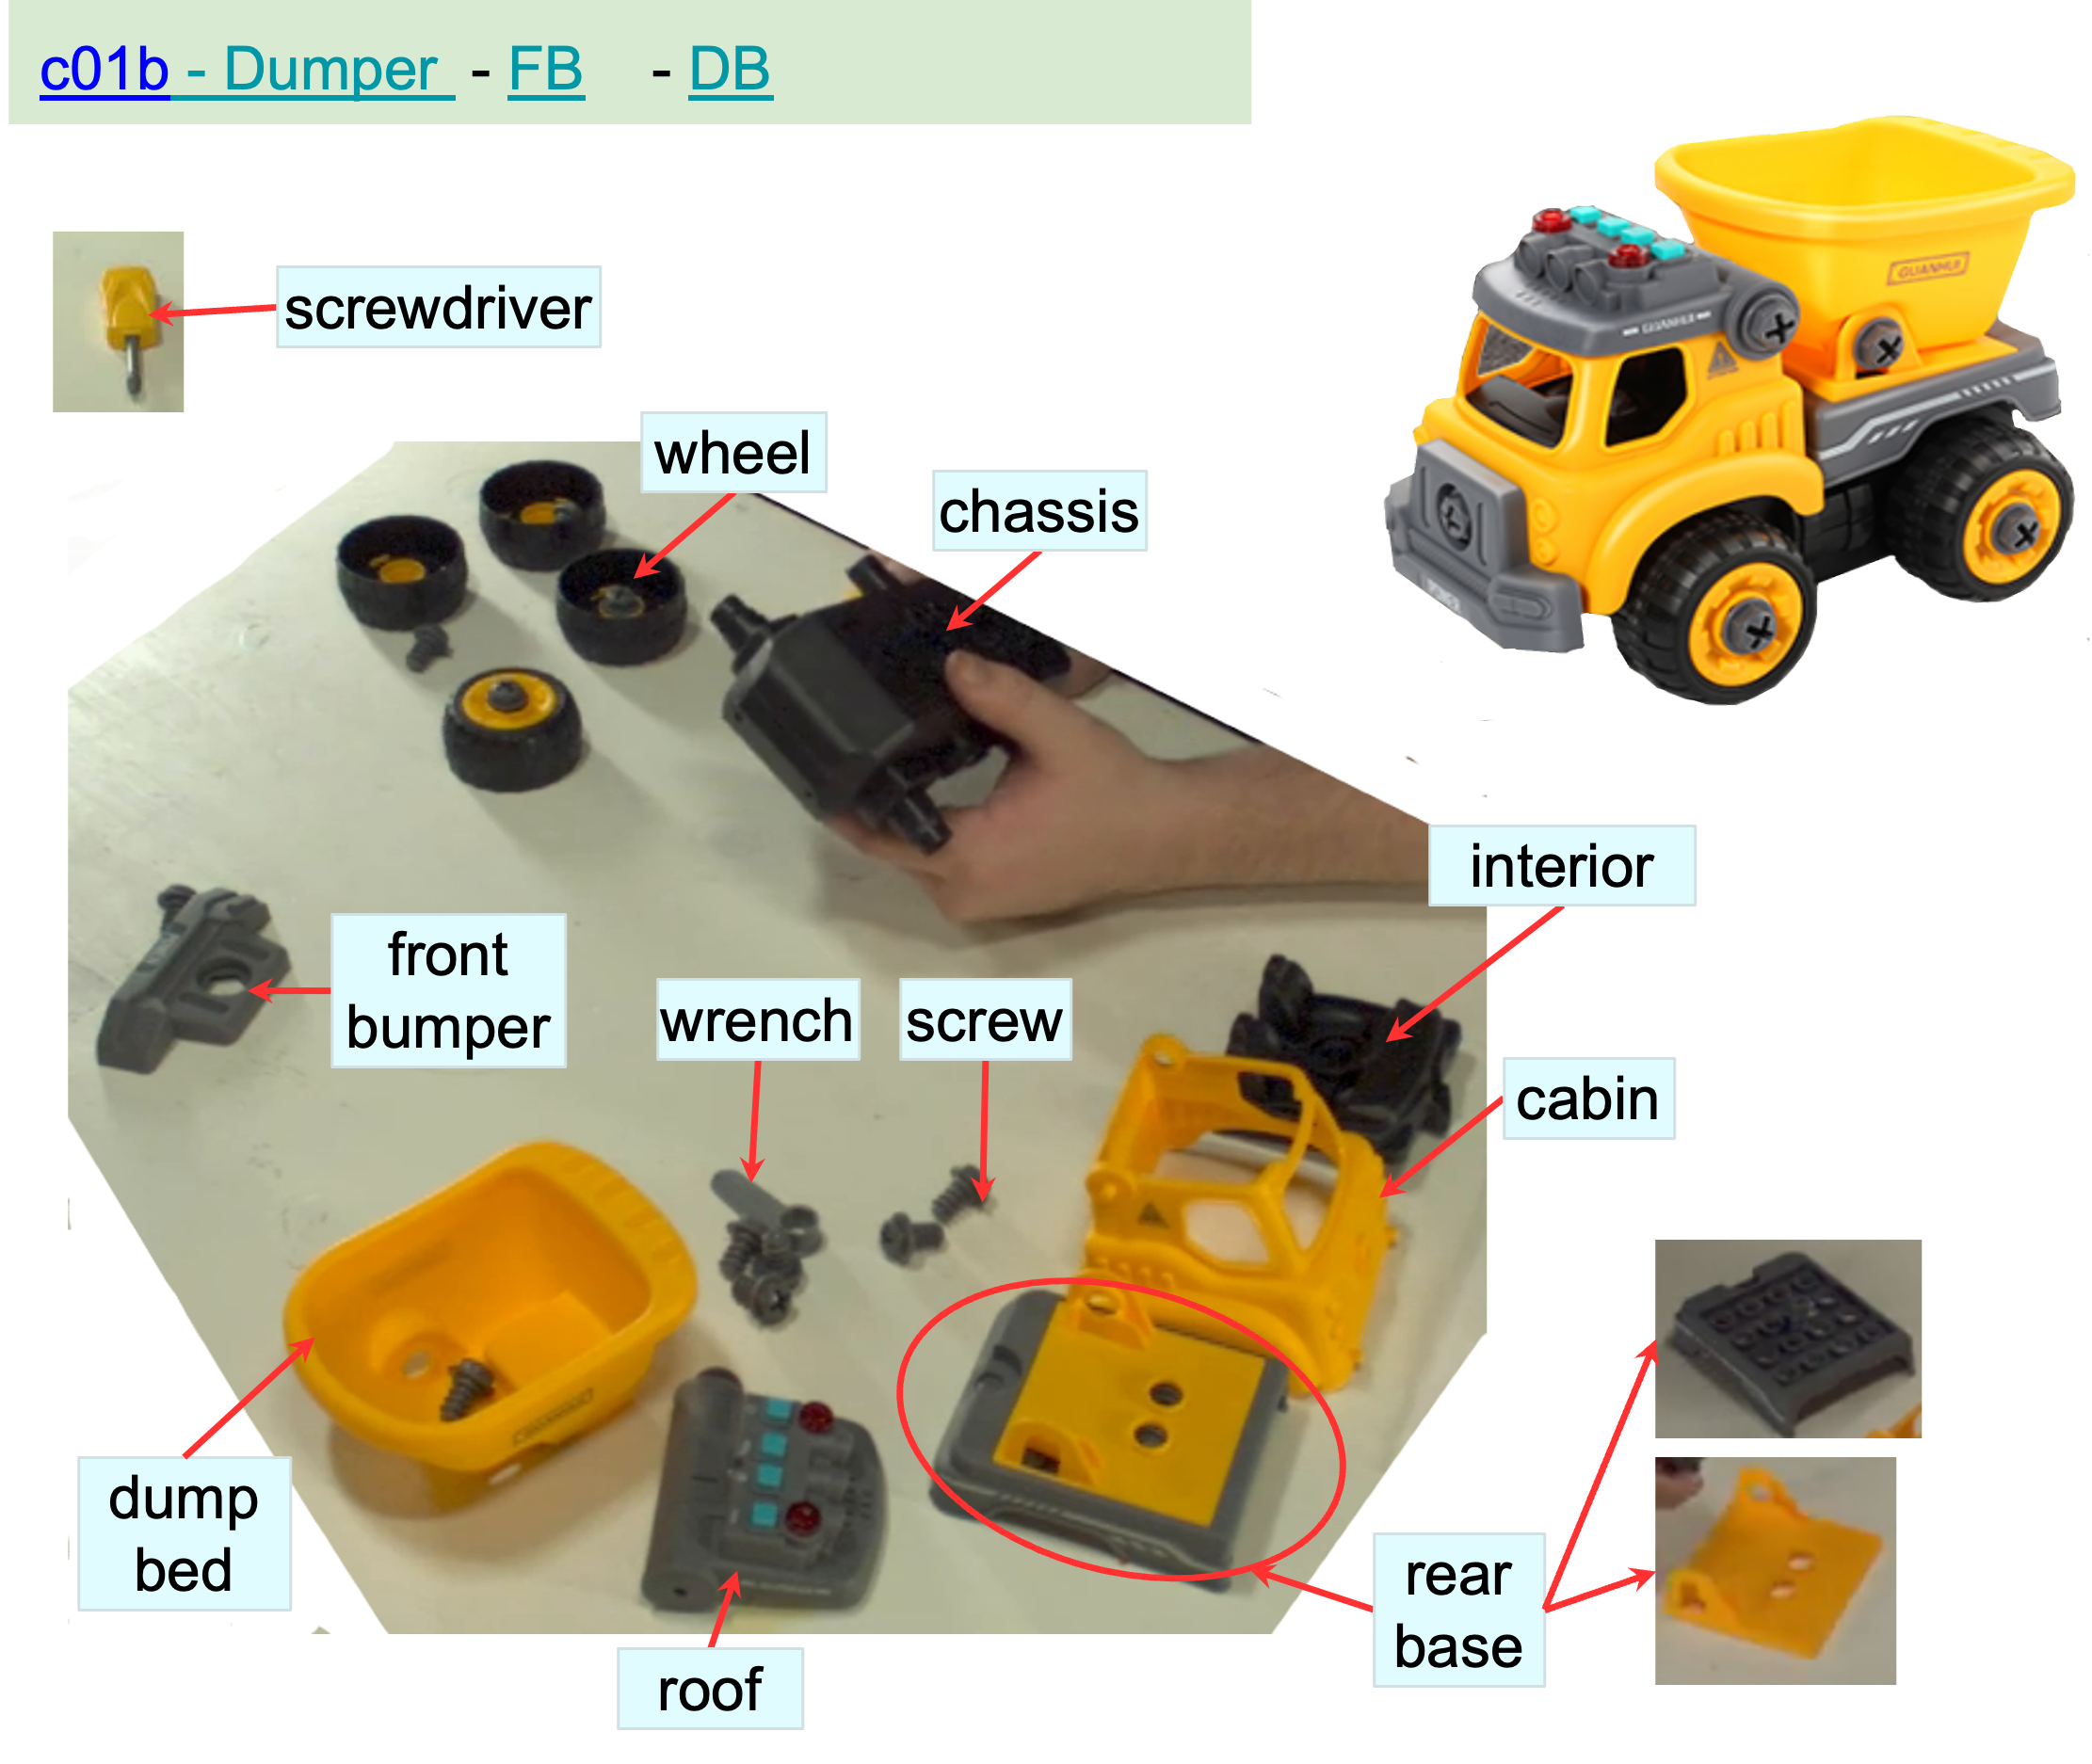 c01b - Dumper - FB - DB
screwdriver
wheel
chassis
GUANHUI
GUANHUI
interior
front
bumper
wrench
screw
cabin
dump
bed
roof
rear
base